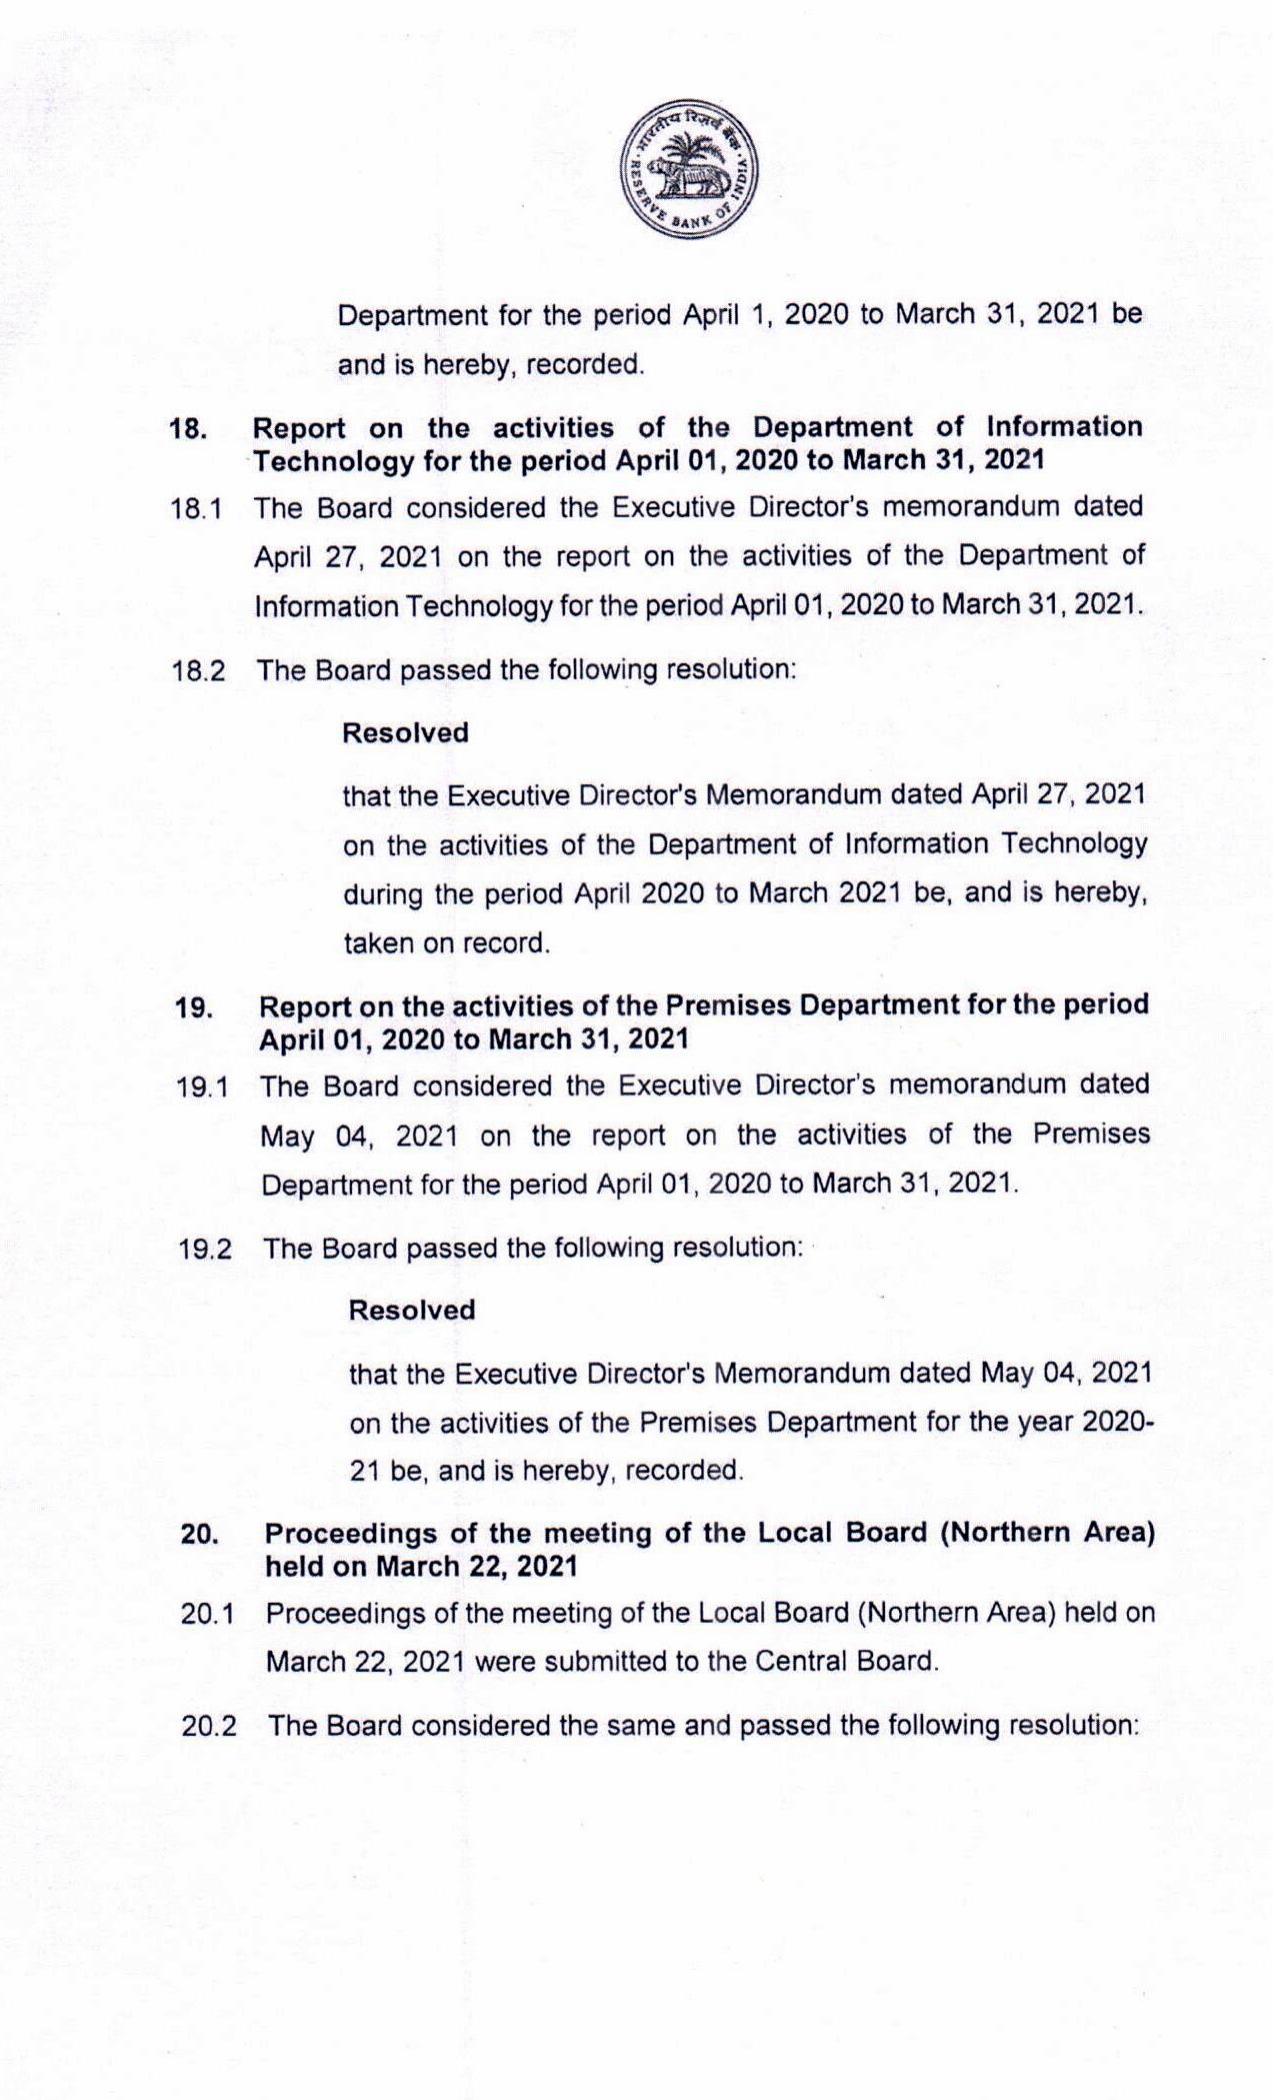 भारतीय रिज़र्व बैंक
RESERVE BANK OF INDIA
Department for the period April 1, 2020 to March 31, 2021 be
and is hereby, recorded.
18. Report on the activities of the Department of Information
Technology for the period April 01, 2020 to March 31, 2021
18.1 The Board considered the Executive Director's memorandum dated
April 27, 2021 on the report on the activities of the Department of
Information Technology for the period April 01, 2020 to March 31, 2021.
18.2 The Board passed the following resolution:
Resolved
that the Executive Director's Memorandum dated April 27, 2021
on the activities of the Department of Information Technology
during the period April 2020 to March 2021 be, and is hereby,
taken on record.
19. Report on the activities of the Premises Department for the period
April 01, 2020 to March 31, 2021
19.1 The Board considered the Executive Director's memorandum dated
May 04, 2021 on the report on the activities of the Premises
Department for the period April 01, 2020 to March 31, 2021.
19.2 The Board passed the following resolution:
Resolved
that the Executive Director's Memorandum dated May 04, 2021
on the activities of the Premises Department for the year 2020-
21 be, and is hereby, recorded.
20. Proceedings of the meeting of the Local Board (Northern Area)
held on March 22, 2021
20.1 Proceedings of the meeting of the Local Board (Northern Area) held on
March 22, 2021 were submitted to the Central Board.
20.2 The Board considered the same and passed the following resolution: